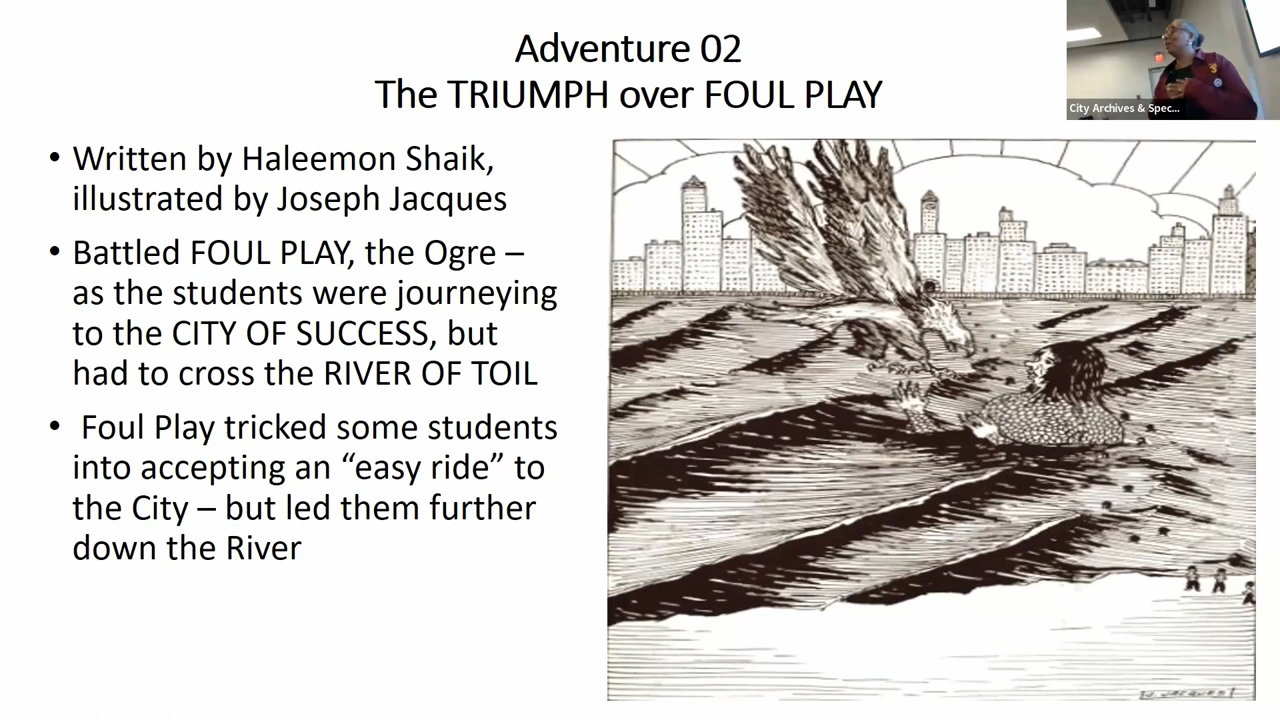 Adventure 02
The TRIUMPH over FOUL PLAY
City Archives & Spec...
• Written by Haleemon Shaik,
illustrated by Joseph Jacques
• Battled FOUL PLAY, the Ogre –
as the students were journeying
to the CITY OF SUCCESS, but
had to cross the RIVER OF TOIL
• Foul Play tricked some students
into accepting an “easy ride” to
the City – but led them further
down the River
J. JACQUES